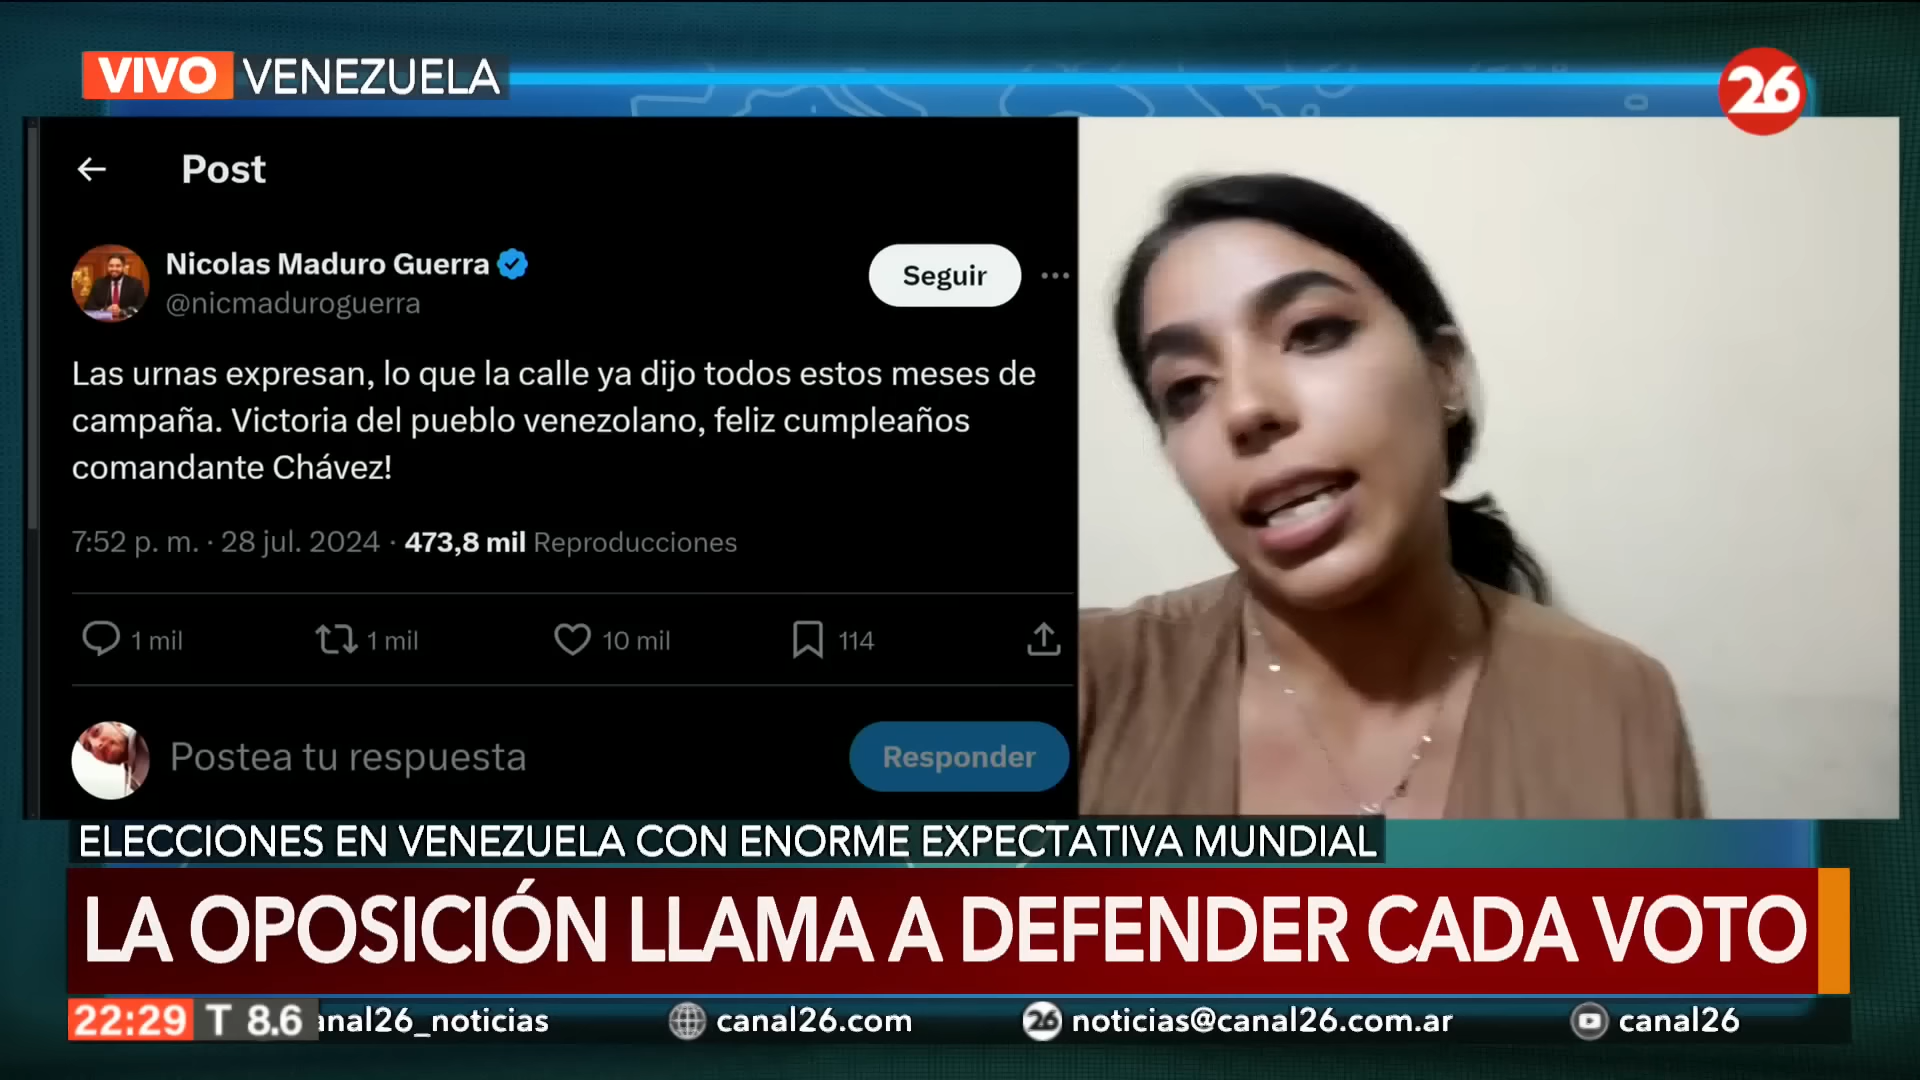 VIVO VENEZUELA
26
Post
Nicolas Maduro Guerra
@nicmaduroguerra
Seguir
Las urnas expresan, lo que la calle ya dijo todos estos meses de
campaña. Victoria del pueblo venezolano, feliz cumpleaños
comandante Chávez!
7:52 p. m. · 28 jul. 2024 · 473,8 mil Reproducciones
1 mil 1 mil 10 mil 114
Postea tu respuesta
Responder
ELECCIONES EN VENEZUELA CON ENORME EXPECTATIVA MUNDIAL
LA OPOSICIÓN LLAMA A DEFENDER CADA VOTO
22:29 T 8.6 anal26_noticias canal26.com 26 noticias@canal26.com.ar canal26